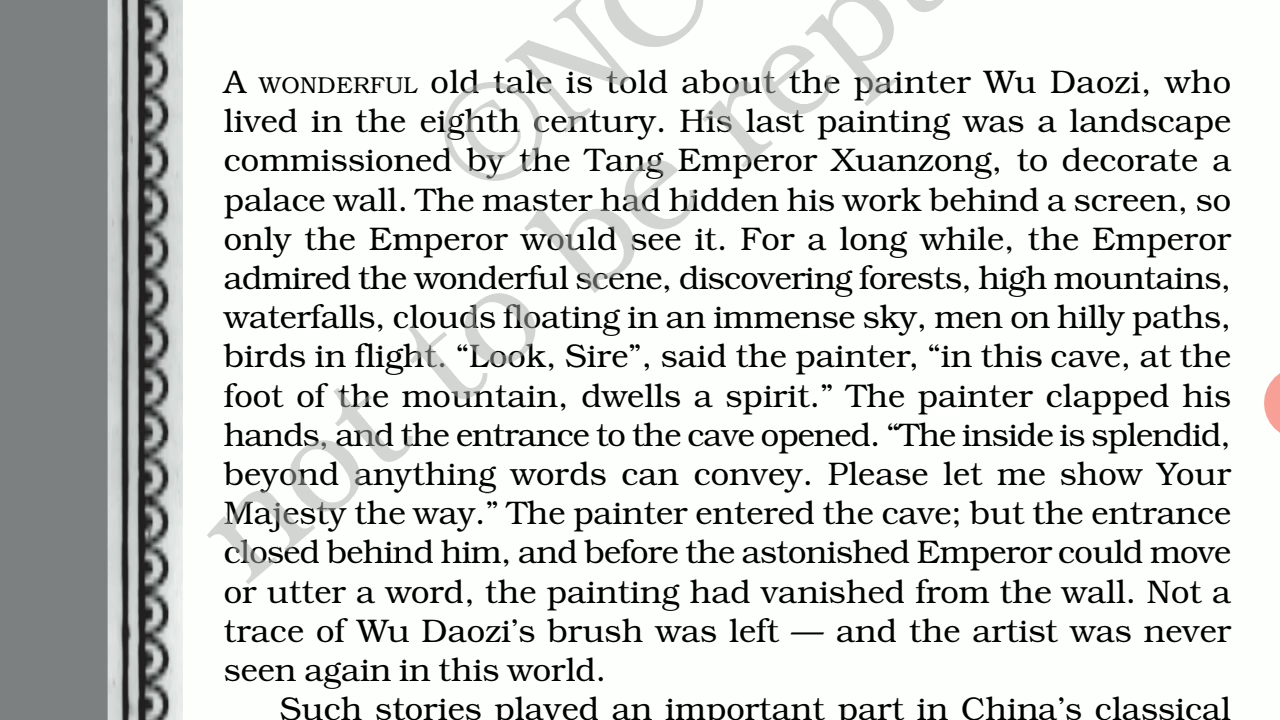 A WONDERFUL old tale is told about the painter Wu Daozi, who
lived in the eighth century. His last painting was a landscape
commissioned by the Tang Emperor Xuanzong, to decorate a
palace wall. The master had hidden his work behind a screen, so
only the Emperor would see it. For a long while, the Emperor
admired the wonderful scene, discovering forests, high mountains,
waterfalls, clouds floating in an immense sky, men on hilly paths,
birds in flight. “Look, Sire”, said the painter, “in this cave, at the
foot of the mountain, dwells a spirit.” The painter clapped his
hands, and the entrance to the cave opened. “The inside is splendid,
beyond anything words can convey. Please let me show Your
Majesty the way.” The painter entered the cave; but the entrance
closed behind him, and before the astonished Emperor could move
or utter a word, the painting had vanished from the wall. Not a
trace of Wu Daozi’s brush was left — and the artist was never
seen again in this world.
Such stories played an important part in China’s classical
©NC
not to be rep